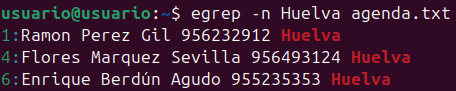 usuario@usuario:~$ egrep -n Huelva agenda.txt
1:Ramon Perez Gil 956232912 Huelva
4:Flores Marquez Sevilla 956493124 Huelva
6:Enrique Berdún Agudo 955235353 Huelva